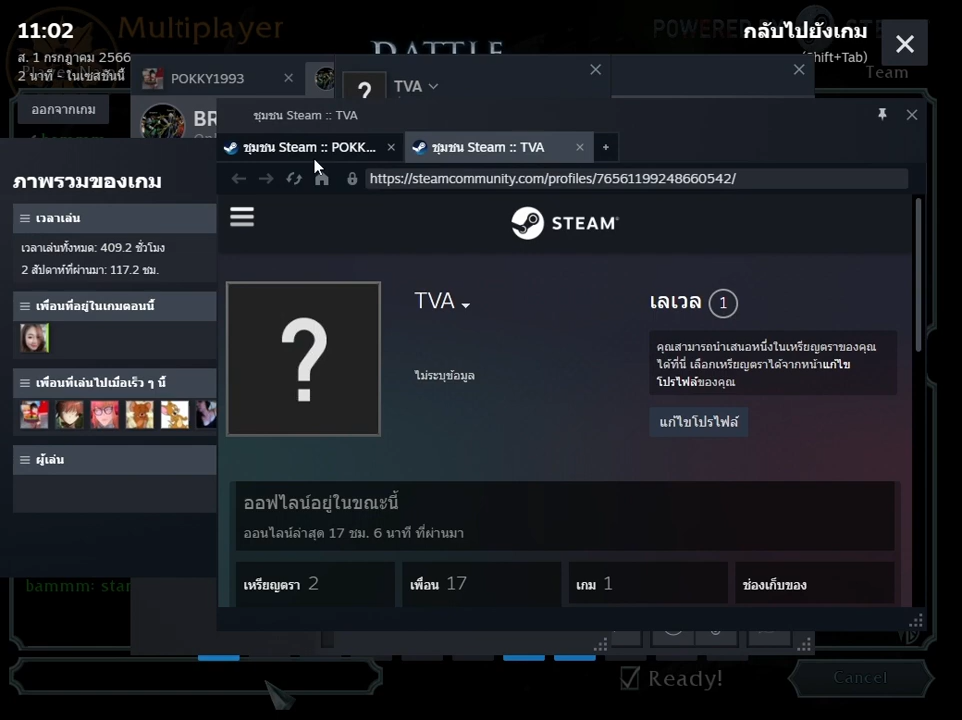 11:02
ส. 1 กรกฎาคม 2566
2 นาที - ในเซสชันนี้
ออกจากเกม
Multiplayer
POWERED
BATTLE
Team
กลับไปยังเกม
(Shift+Tab)
POKKY1993
TVA
BR
ชุมชน Steam :: TVA
ชุมชน Steam :: POKK...
ชุมชน Steam :: TVA
https://steamcommunity.com/profiles/76561199248660542/
STEAM
ภาพรวมของเกม
เวลาเล่น
เวลาเล่นทั้งหมด: 409.2 ชั่วโมง
2 สัปดาห์ที่ผ่านมา: 117.2 ชม.
เพื่อนที่อยู่ในเกมตอนนี้
เพื่อนที่เล่นไปเมื่อเร็ว ๆ นี้
ผู้เล่น
TVA
ไม่ระบุข้อมูล
เลเวล 1
คุณสามารถนำเสนอหนึ่งในเหรียญตราของคุณ
ได้ที่นี่ เลือกเหรียญตราได้จากหน้าแก้ไข
โปรไฟล์ของคุณ
แก้ไขโปรไฟล์
ออฟไลน์อยู่ในขณะนี้
ออนไลน์ล่าสุด 17 ชม. 6 นาที ที่ผ่านมา
เหรียญตรา 2
เพื่อน 17
เกม 1
ช่องเก็บของ
bammm: star
Ready!
Cancel